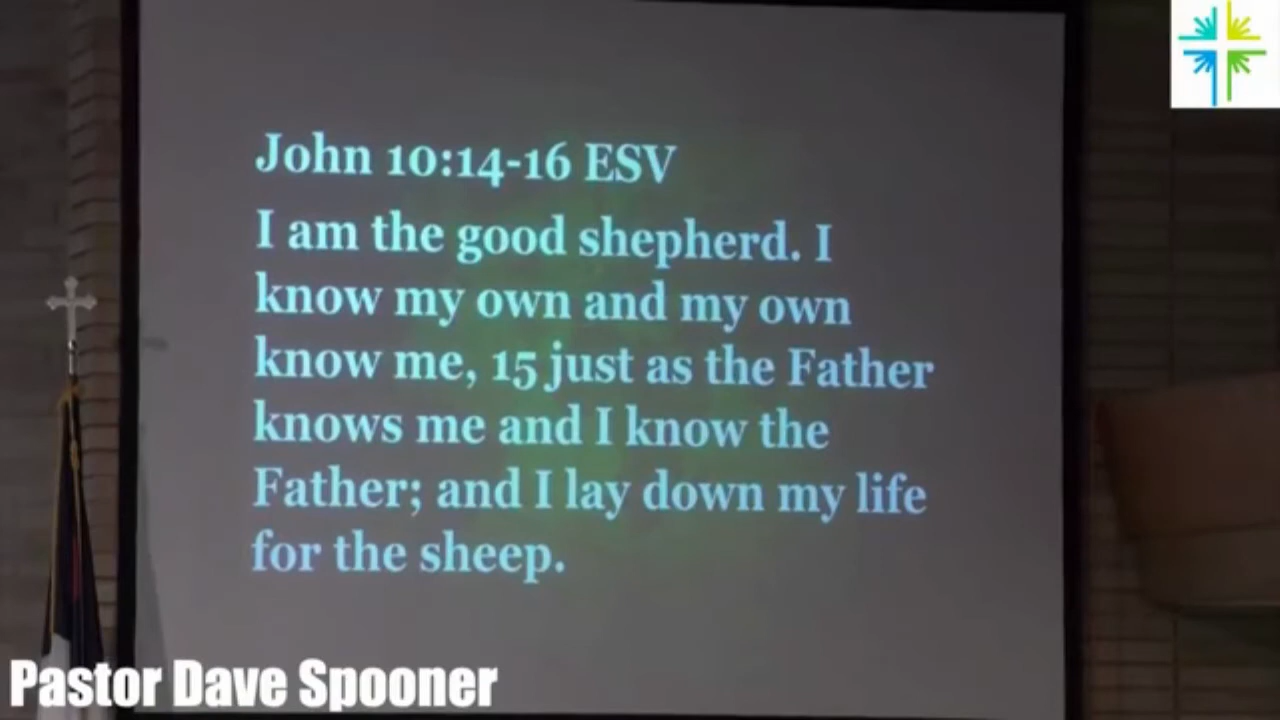 John 10:14-16 ESV
I am the good shepherd. I
know my own and my own
know me, 15 just as the Father
knows me and I know the
Father; and I lay down my life
for the sheep.
Pastor Dave Spooner